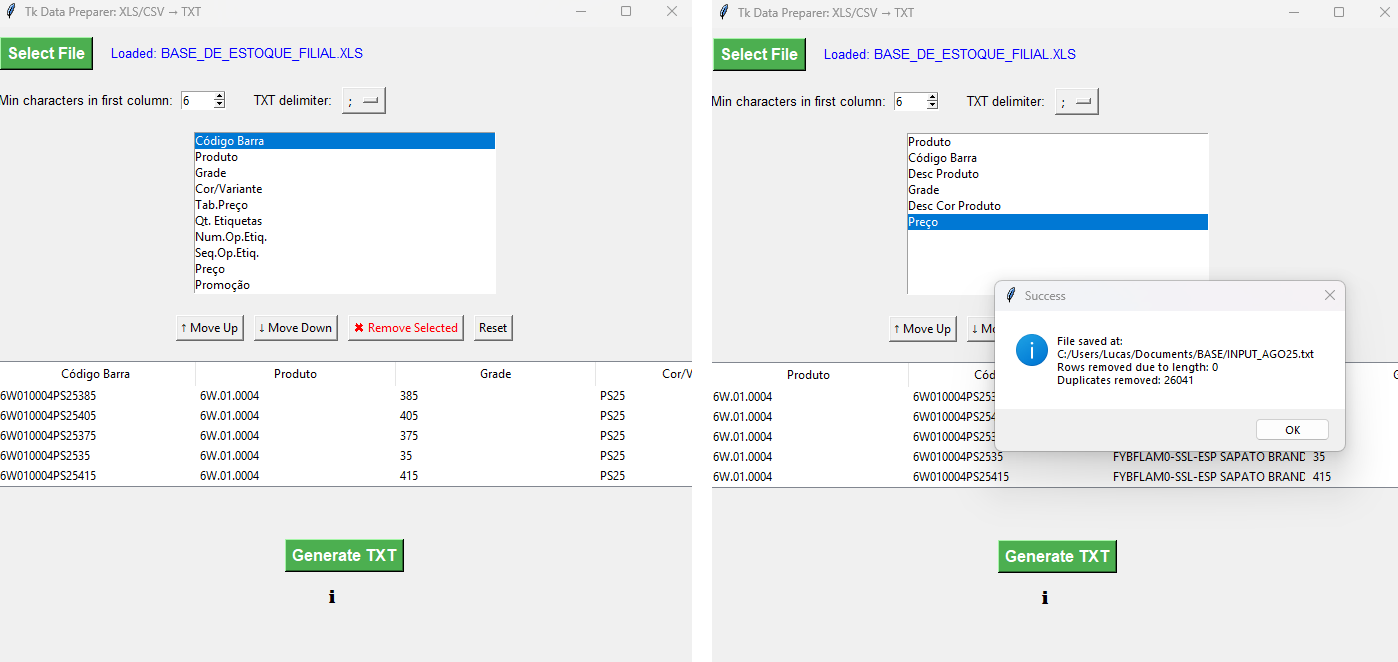 Tk Data Preparer: XLS/CSV → TXT
Select File
Loaded: BASE_DE_ESTOQUE_FILIAL.XLS
Min characters in first column: 6 TXT delimiter: ;
Código Barra
Produto
Grade
Cor/Variante
Tab.Preço
Qt. Etiquetas
Num.Op.Etiq.
Seq.Op.Etiq.
Preço
Promoção
↑ Move Up ↓ Move Down ✖ Remove Selected Reset
Código Barra Produto Grade Cor/V
6W010004PS25385 6W.01.0004 385 PS25
6W010004PS25405 6W.01.0004 405 PS25
6W010004PS25375 6W.01.0004 375 PS25
6W010004PS2535 6W.01.0004 35 PS25
6W010004PS25415 6W.01.0004 415 PS25
Generate TXT
i
Tk Data Preparer: XLS/CSV → TXT
Select File
Loaded: BASE_DE_ESTOQUE_FILIAL.XLS
Min characters in first column: 6 TXT delimiter: ;
Produto
Código Barra
Desc Produto
Grade
Desc Cor Produto
Preço
↑ Move Up ↓ Mo
Success
File saved at:
C:/Users/Lucas/Documents/BASE/INPUT_AGO25.txt
Rows removed due to length: 0
Duplicates removed: 26041
OK
Produto Cód G
6W.01.0004 6W010004PS253
6W.01.0004 6W010004PS254
6W.01.0004 6W010004PS253
6W.01.0004 6W010004PS2535 FYBFLAM0-SSL-ESP SAPATO BRAND 35
6W.01.0004 6W010004PS25415 FYBFLAM0-SSL-ESP SAPATO BRAND 415
Generate TXT
i